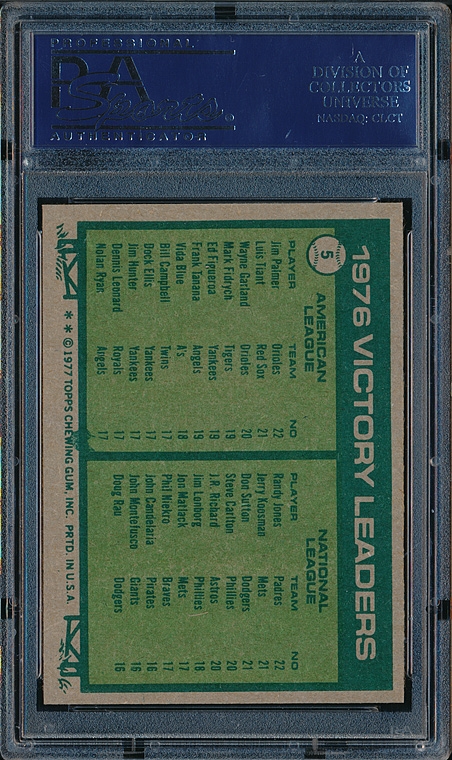 PROFESSIONAL
PSA
Sports
AUTHENTICATOR
A
DIVISION OF
COLLECTORS
UNIVERSE
NASDAQ: CLCT
5
1976 VICTORY LEADERS
AMERICAN
LEAGUE
PLAYER TEAM NO
Jim Palmer Orioles 22
Luis Tiant Red Sox 21
Wayne Garland Orioles 20
Mark Fidrych Tigers 19
Ed Figueroa Yankees 19
Frank Tanana Angels 19
Vida Blue A's 18
Bill Campbell Twins 17
Dock Ellis Yankees 17
Jim Hunter Yankees 17
Dennis Leonard Royals 17
Nolan Ryan Angels 17
NATIONAL
LEAGUE
PLAYER TEAM NO
Randy Jones Padres 22
Jerry Koosman Mets 21
Don Sutton Dodgers 21
Steve Carlton Phillies 20
J.R. Richard Astros 20
Jim Lonborg Phillies 18
Jon Matlack Mets 17
Phil Niekro Braves 17
John Candelaria Pirates 16
John Montefusco Giants 16
Doug Rau Dodgers 16
* * © 1977 TOPPS CHEWING GUM, INC. PRTD. IN U.S.A.